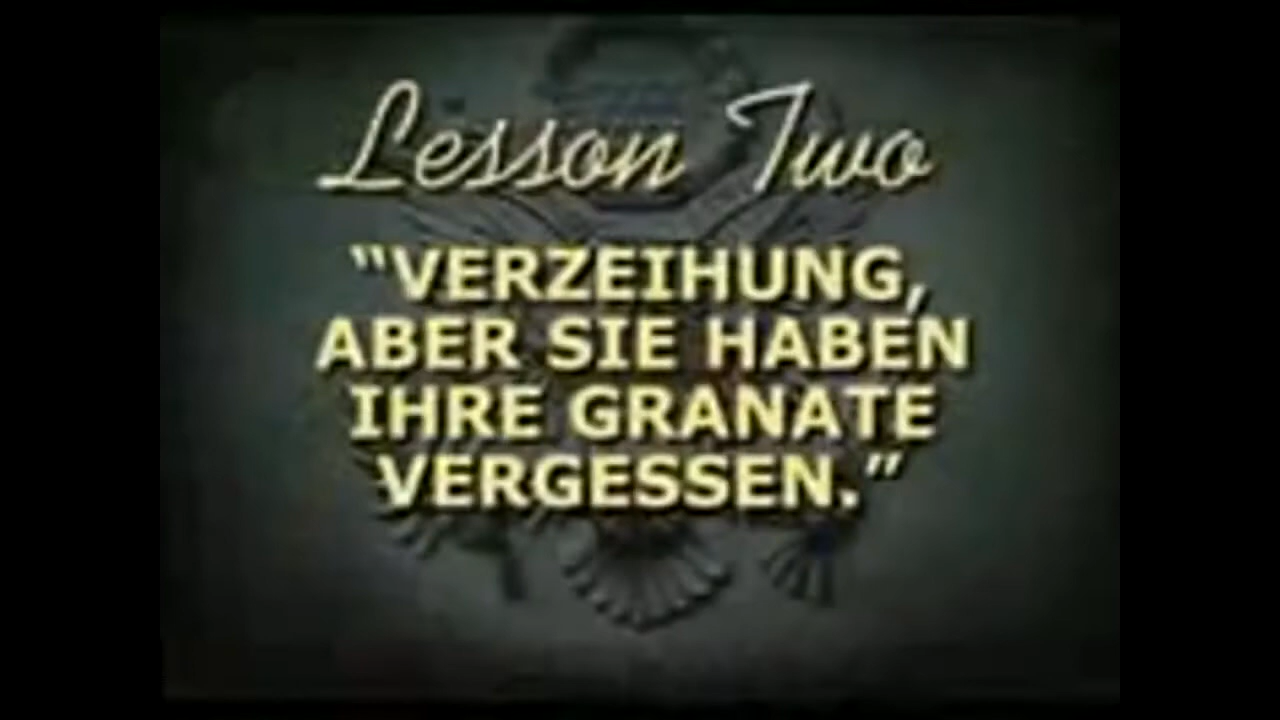 Lesson Two
“VERZEIHUNG,
ABER SIE HABEN
IHRE GRANATE
VERGESSEN.”